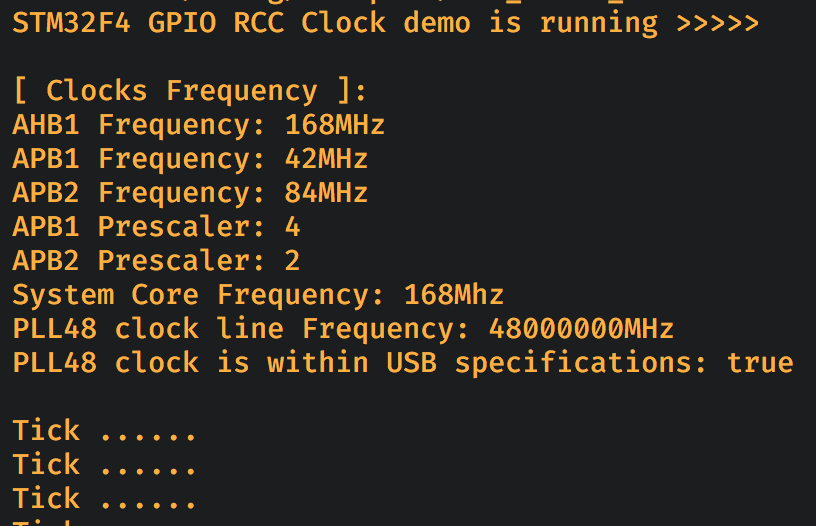 STM32F4 GPIO RCC Clock demo is running >>>>>
[ Clocks Frequency ]:
AHB1 Frequency: 168MHz
APB1 Frequency: 42MHz
APB2 Frequency: 84MHz
APB1 Prescaler: 4
APB2 Prescaler: 2
System Core Frequency: 168Mhz
PLL48 clock line Frequency: 48000000MHz
PLL48 clock is within USB specifications: true
Tick ......
Tick ......
Tick ......